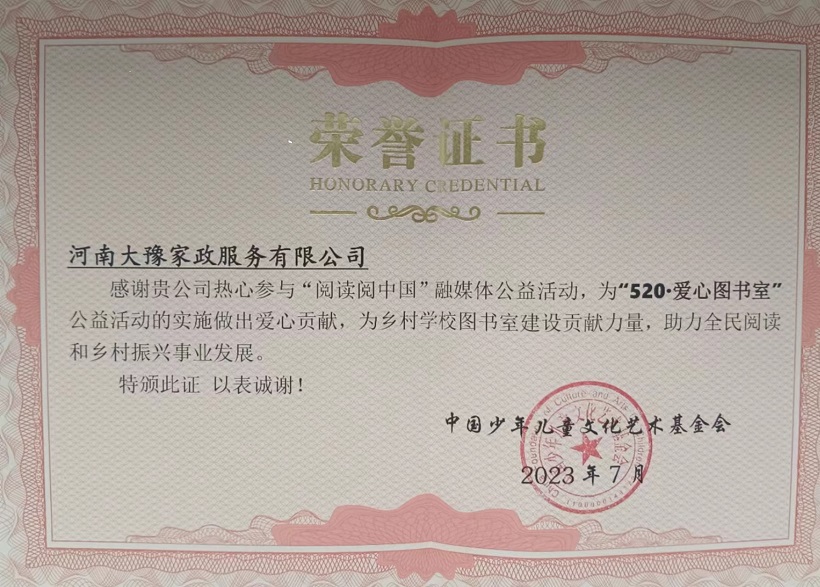 荣誉证书
HONORARY CREDENTIAL
河南大豫家政服务有限公司
感谢贵公司热心参与“阅读阅中国”融媒体公益活动，为“520·爱心图书室”
公益活动的实施做出爱心贡献，为乡村学校图书室建设贡献力量，助力全民阅读
和乡村振兴事业发展。
特颁此证 以表诚谢！
中国少年儿童文化艺术基金会
2023年7月